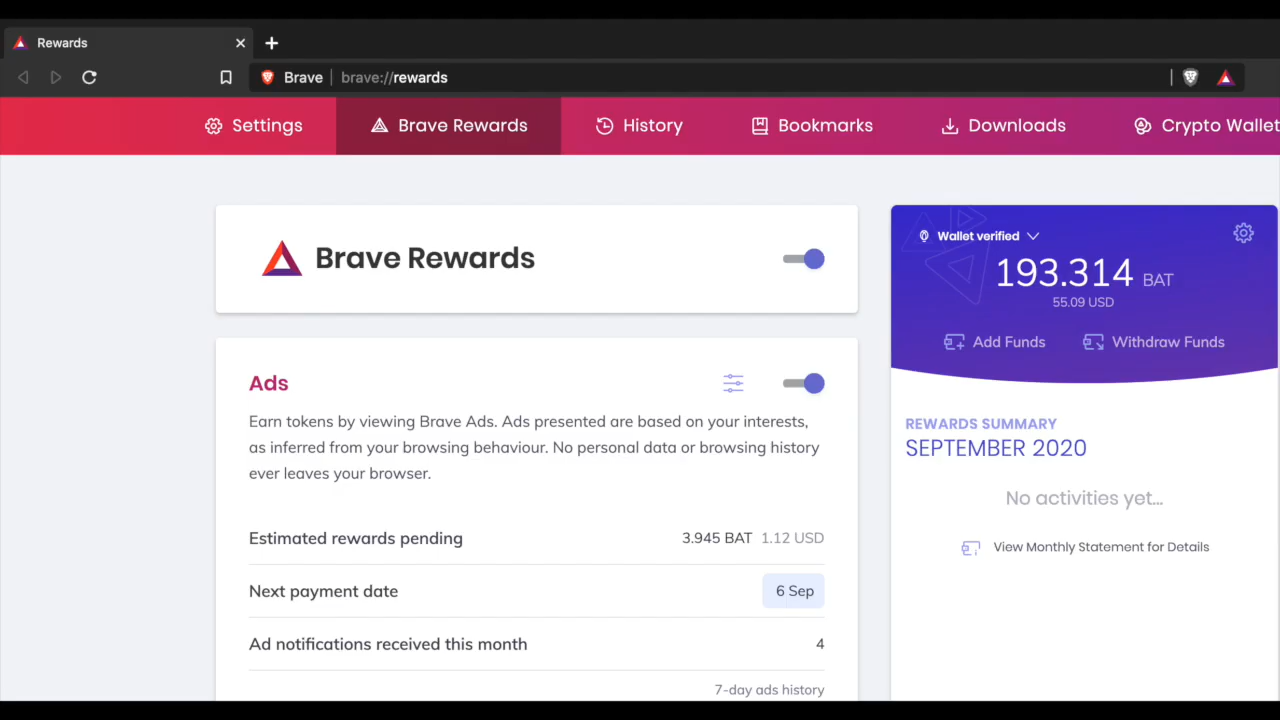 Rewards
Brave brave://rewards
Settings Brave Rewards History Bookmarks Downloads Crypto Wallet
Brave Rewards
Ads
Earn tokens by viewing Brave Ads. Ads presented are based on your interests,
as inferred from your browsing behaviour. No personal data or browsing history
ever leaves your browser.
Estimated rewards pending 3.945 BAT 1.12 USD
Next payment date 6 Sep
Ad notifications received this month 4
7-day ads history
Wallet verified
193.314 BAT
55.09 USD
Add Funds Withdraw Funds
REWARDS SUMMARY
SEPTEMBER 2020
No activities yet...
View Monthly Statement for Details